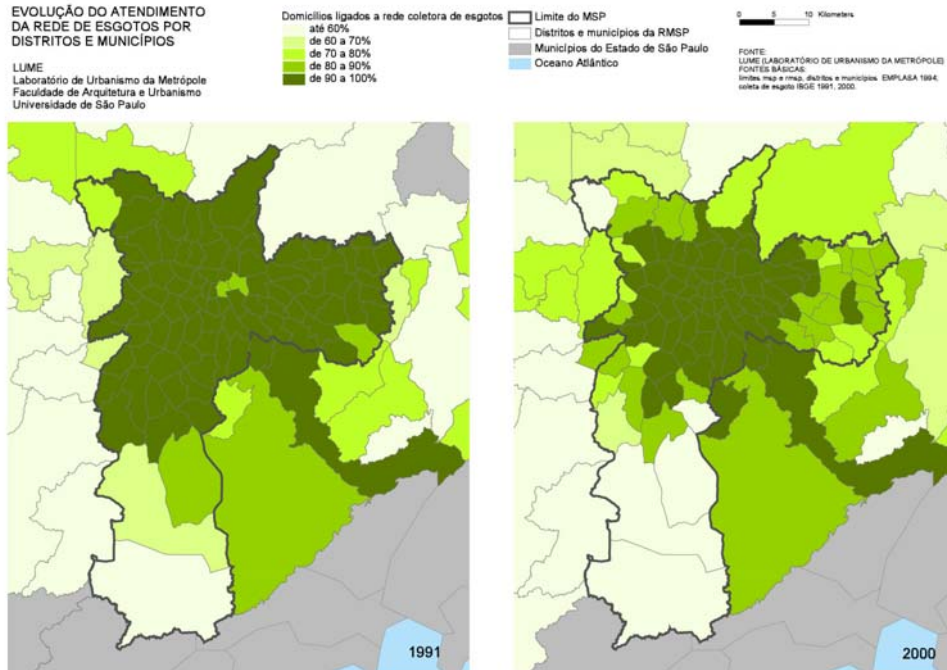 EVOLUÇÃO DO ATENDIMENTO
DA REDE DE ESGOTOS POR
DISTRITOS E MUNICÍPIOS
LUME
Laboratório de Urbanismo da Metrópole
Faculdade de Arquitetura e Urbanismo
Universidade de São Paulo
Domicílios ligados a rede coletora de esgotos
até 60%
de 60 a 70%
de 70 a 80%
de 80 a 90%
de 90 a 100%
Limite do MSP
Distritos e municípios da RMSP
Municípios do Estado de São Paulo
Oceano Atlântico
0 5 10 Kilometers
FONTE:
LUME (LABORATÓRIO DE URBANISMO DA METRÓPOLE)
FONTES BÁSICAS:
limites msp e rmsp, distritos e municípios EMPLASA 1994;
coleta de esgoto IBGE 1991, 2000.
1991
2000